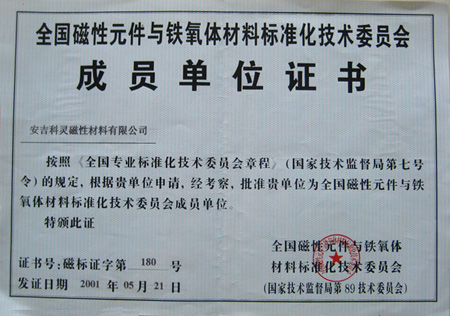 全国磁性元件与铁氧体材料标准化技术委员会
成员单位证书
安吉科灵磁性材料有限公司
按照《全国专业标准化技术委员会章程》(国家技术监督局第七号
令)的规定，根据贵单位申请，经考察，批准贵单位为全国磁性元件与铁
氧体材料标准化技术委员会成员单位。
特颁此证
全国磁性元件与铁氧体
材料标准化技术委员会
(国家技术监督局第89技术委员会)
证书号：磁标证字第 180 号
发证日期 2001 年 05 月 21 日